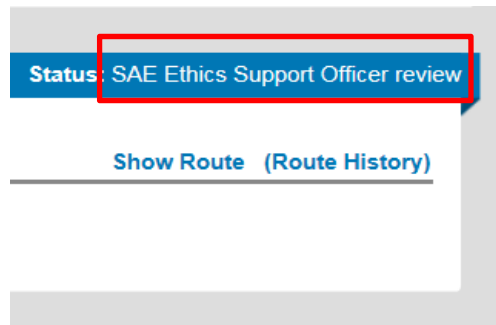 Status: SAE Ethics Support Officer review
Show Route (Route History)